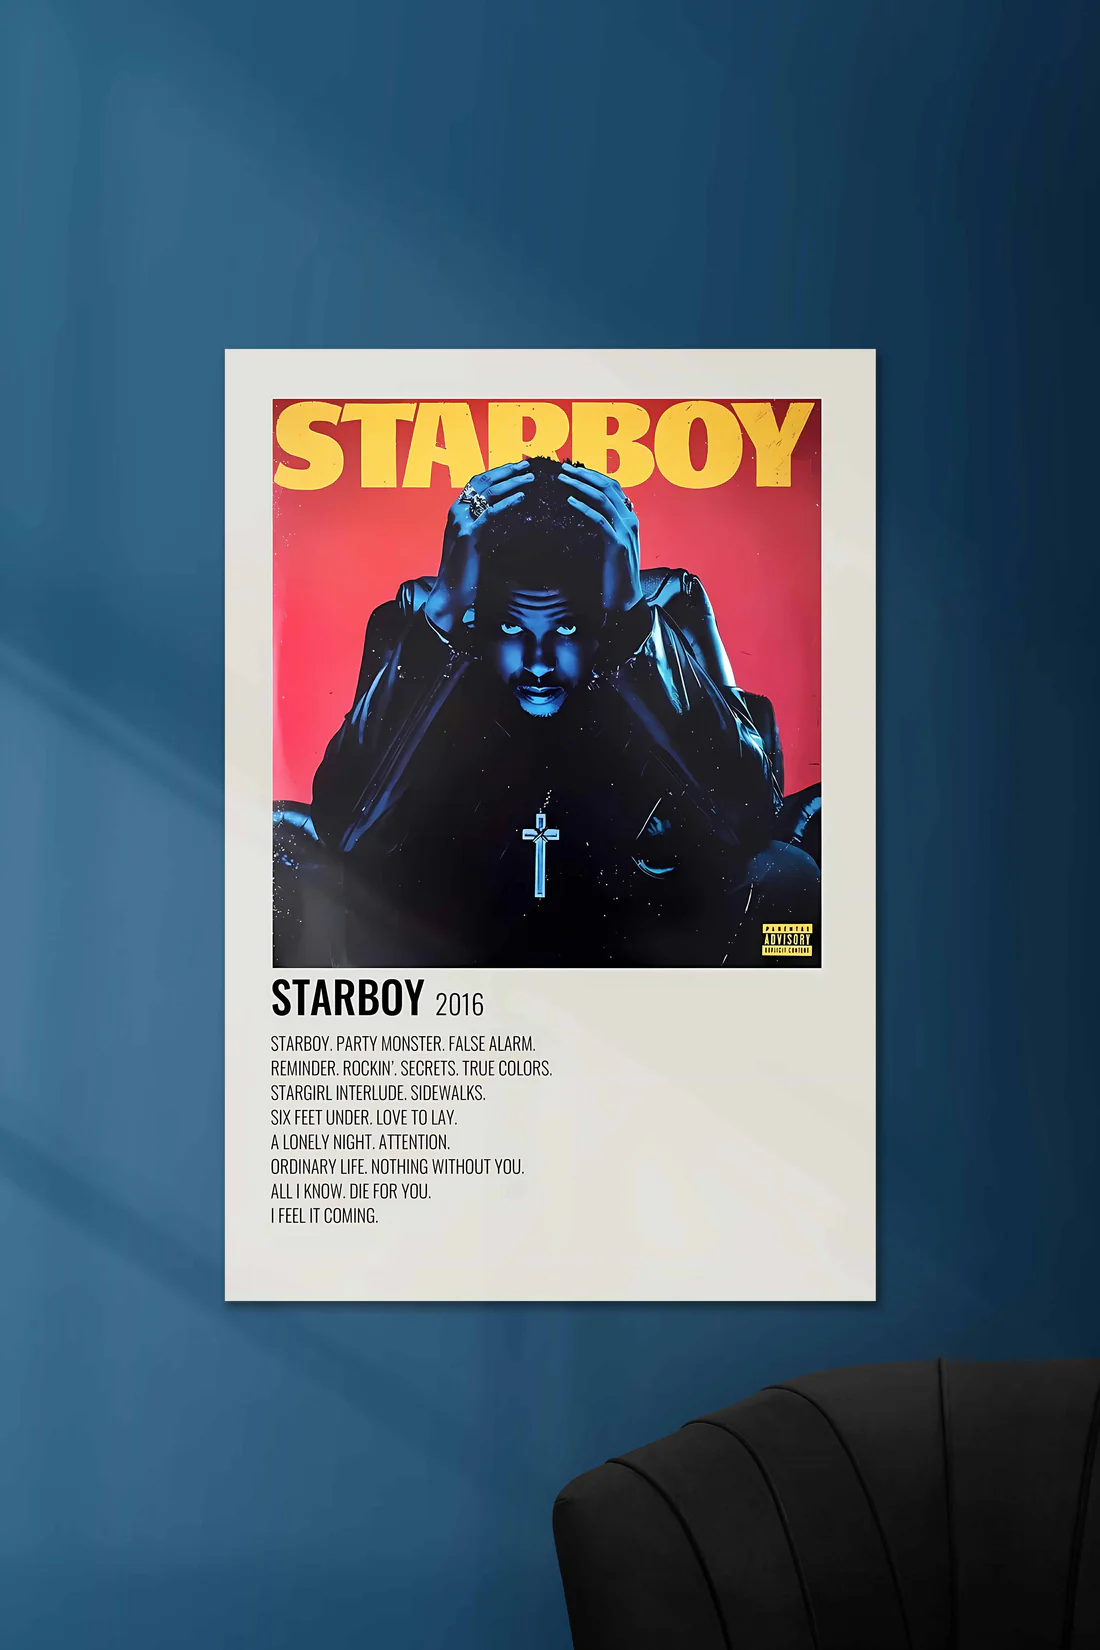 STARBOY
PARENTAL
ADVISORY
EXPLICIT CONTENT
STARBOY 2016
STARBOY. PARTY MONSTER. FALSE ALARM.
REMINDER. ROCKIN'. SECRETS. TRUE COLORS.
STARGIRL INTERLUDE. SIDEWALKS.
SIX FEET UNDER. LOVE TO LAY.
A LONELY NIGHT. ATTENTION.
ORDINARY LIFE. NOTHING WITHOUT YOU.
ALL I KNOW. DIE FOR YOU.
I FEEL IT COMING.